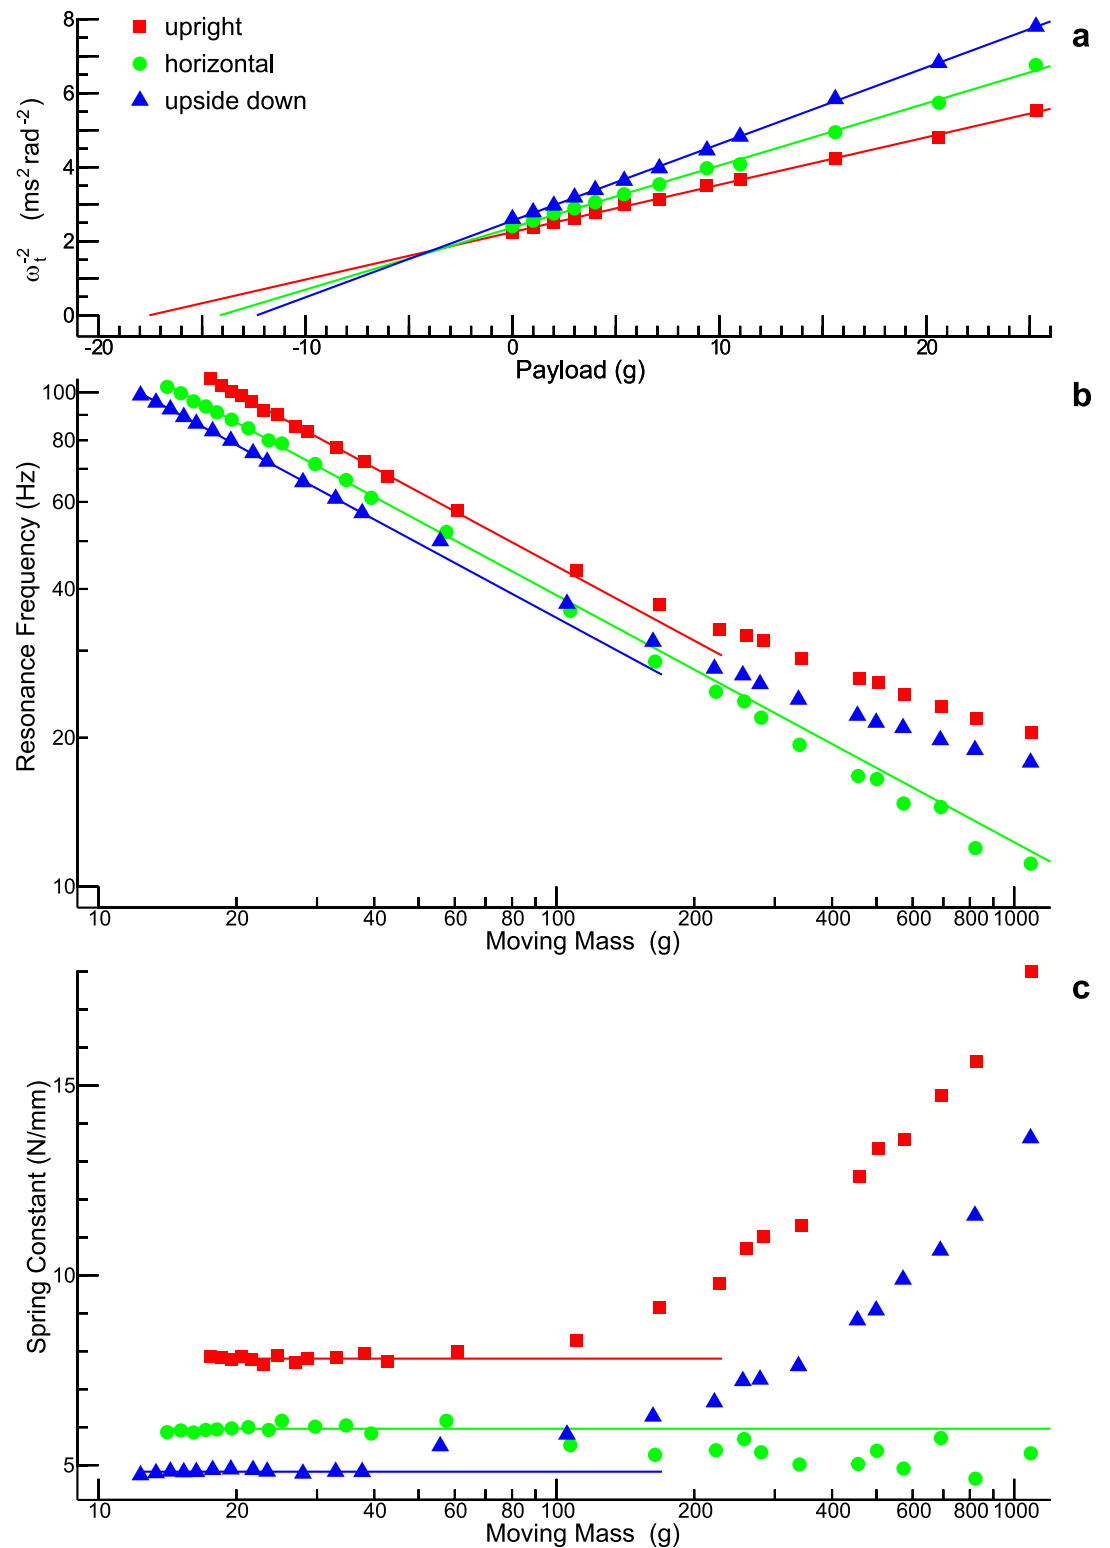 a
upright
horizontal
upside down
8
6
4
2
0
ω_t^-2 (ms^2rad^-2)
-20 -10 0 10 20
Payload (g)
b
100
80
60
40
20
10
Resonance Frequency (Hz)
10 20 40 60 80 100 200 400 600 800 1000
Moving Mass (g)
c
15
10
5
Spring Constant (N/mm)
10 20 40 60 80 100 200 400 600 800 1000
Moving Mass (g)